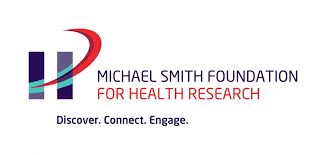 MICHAEL SMITH FOUNDATION
FOR HEALTH RESEARCH
Discover. Connect. Engage.